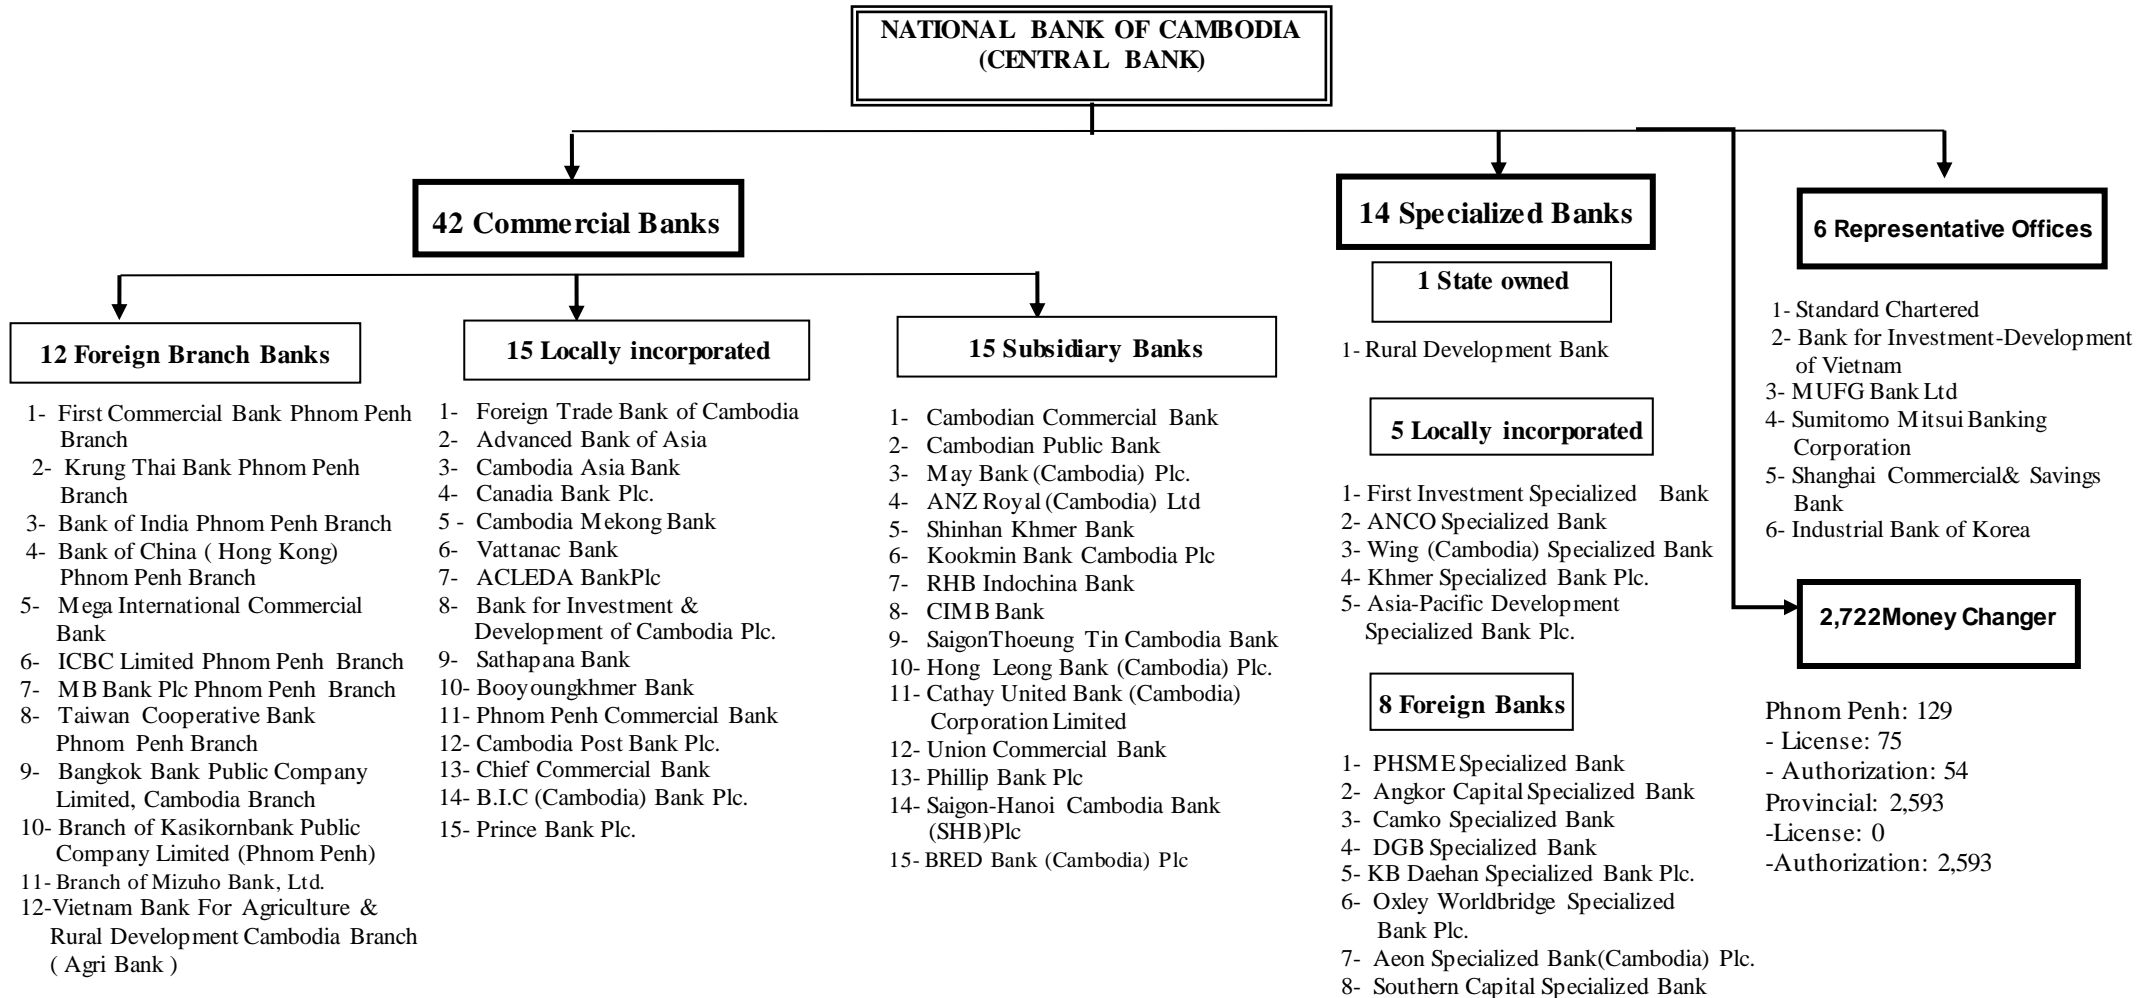 NATIONAL BANK OF CAMBODIA
(CENTRAL BANK)
42 Commercial Banks
12 Foreign Branch Banks
1- First Commercial Bank Phnom Penh
Branch
2- Krung Thai Bank Phnom Penh
Branch
3- Bank of India Phnom Penh Branch
4- Bank of China ( Hong Kong)
Phnom Penh Branch
5- Mega International Commercial
Bank
6- ICBC Limited Phnom Penh Branch
7- MB Bank Plc Phnom Penh Branch
8- Taiwan Cooperative Bank
Phnom Penh Branch
9- Bangkok Bank Public Company
Limited, Cambodia Branch
10- Branch of Kasikornbank Public
Company Limited (Phnom Penh)
11- Branch of Mizuho Bank, Ltd.
12-Vietnam Bank For Agriculture &
Rural Development Cambodia Branch
( Agri Bank )
15 Locally incorporated
1- Foreign Trade Bank of Cambodia
2- Advanced Bank of Asia
3- Cambodia Asia Bank
4- Canadia Bank Plc.
5 - Cambodia Mekong Bank
6- Vattanac Bank
7- ACLEDA BankPlc
8- Bank for Investment &
Development of Cambodia Plc.
9- Sathapana Bank
10- Booyoungkhmer Bank
11- Phnom Penh Commercial Bank
12- Cambodia Post Bank Plc.
13- Chief Commercial Bank
14- B.I.C (Cambodia) Bank Plc.
15- Prince Bank Plc.
15 Subsidiary Banks
1- Cambodian Commercial Bank
2- Cambodian Public Bank
3- May Bank (Cambodia) Plc.
4- ANZ Royal (Cambodia) Ltd
5- Shinhan Khmer Bank
6- Kookmin Bank Cambodia Plc
7- RHB Indochina Bank
8- CIMB Bank
9- SaigonThoeung Tin Cambodia Bank
10- Hong Leong Bank (Cambodia) Plc.
11- Cathay United Bank (Cambodia)
Corporation Limited
12- Union Commercial Bank
13- Phillip Bank Plc
14- Saigon-Hanoi Cambodia Bank
(SHB)Plc
15- BRED Bank (Cambodia) Plc
14 Specialized Banks
1 State owned
1- Rural Development Bank
5 Locally incorporated
1- First Investment Specialized Bank
2- ANCO Specialized Bank
3- Wing (Cambodia) Specialized Bank
4- Khmer Specialized Bank Plc.
5- Asia-Pacific Development
Specialized Bank Plc.
8 Foreign Banks
1- PHSME Specialized Bank
2- Angkor Capital Specialized Bank
3- Camko Specialized Bank
4- DGB Specialized Bank
5- KB Daehan Specialized Bank Plc.
6- Oxley Worldbridge Specialized
Bank Plc.
7- Aeon Specialized Bank(Cambodia) Plc.
8- Southern Capital Specialized Bank
6 Representative Offices
1- Standard Chartered
2- Bank for Investment-Development
of Vietnam
3- MUFG Bank Ltd
4- Sumitomo Mitsui Banking
Corporation
5- Shanghai Commercial& Savings
Bank
6- Industrial Bank of Korea
2,722Money Changer
Phnom Penh: 129
- License: 75
- Authorization: 54
Provincial: 2,593
-License: 0
-Authorization: 2,593